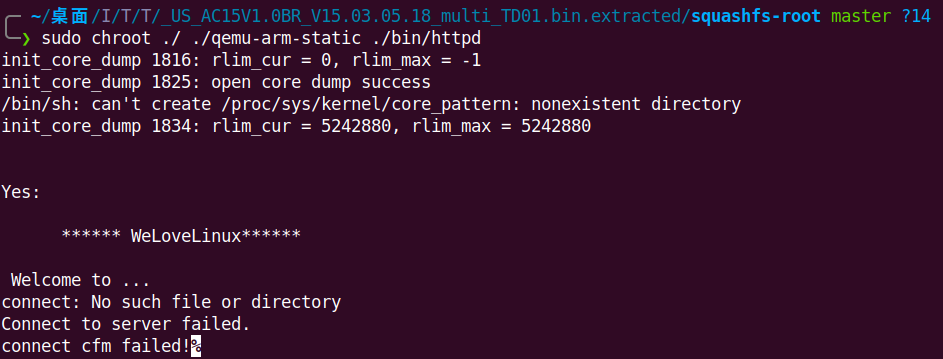 ~/桌面/I/T/T/_US_AC15V1.0BR_V15.03.05.18_multi_TD01.bin.extracted/squashfs-root master ?14
❯ sudo chroot ./ ./qemu-arm-static ./bin/httpd
init_core_dump 1816: rlim_cur = 0, rlim_max = -1
init_core_dump 1825: open core dump success
/bin/sh: can't create /proc/sys/kernel/core_pattern: nonexistent directory
init_core_dump 1834: rlim_cur = 5242880, rlim_max = 5242880
Yes:
****** WeLoveLinux******
Welcome to ...
connect: No such file or directory
Connect to server failed.
connect cfm failed!%